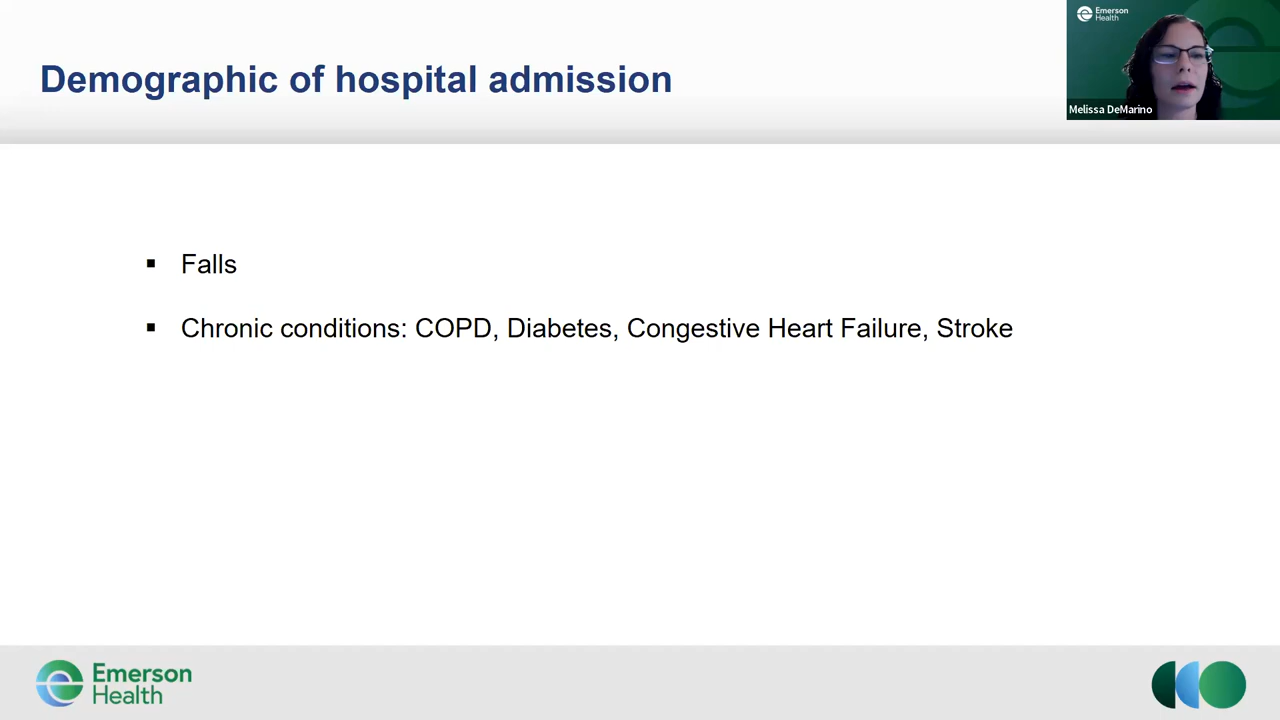 Demographic of hospital admission
Emerson
Health
Melissa DeMarino
▪ Falls
▪ Chronic conditions: COPD, Diabetes, Congestive Heart Failure, Stroke
Emerson
Health